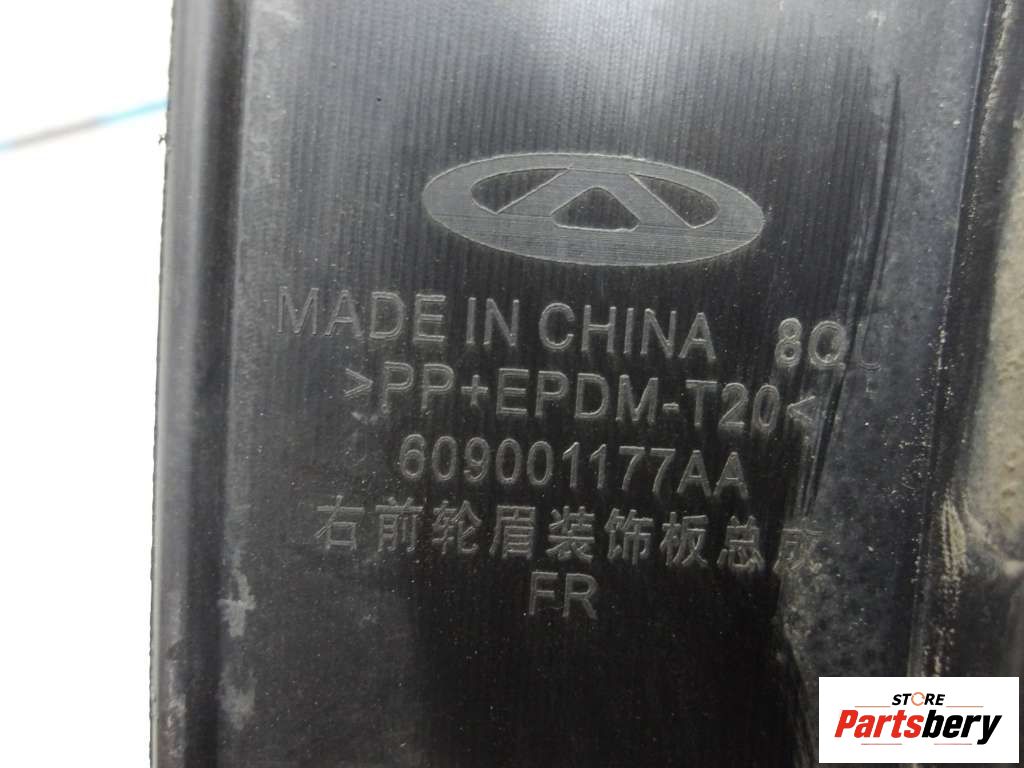 MADE IN CHINA 8QL
>PP+EPDM-T20<
609001177AA
右前轮眉装饰板总成
FR
STORE
Partsbery